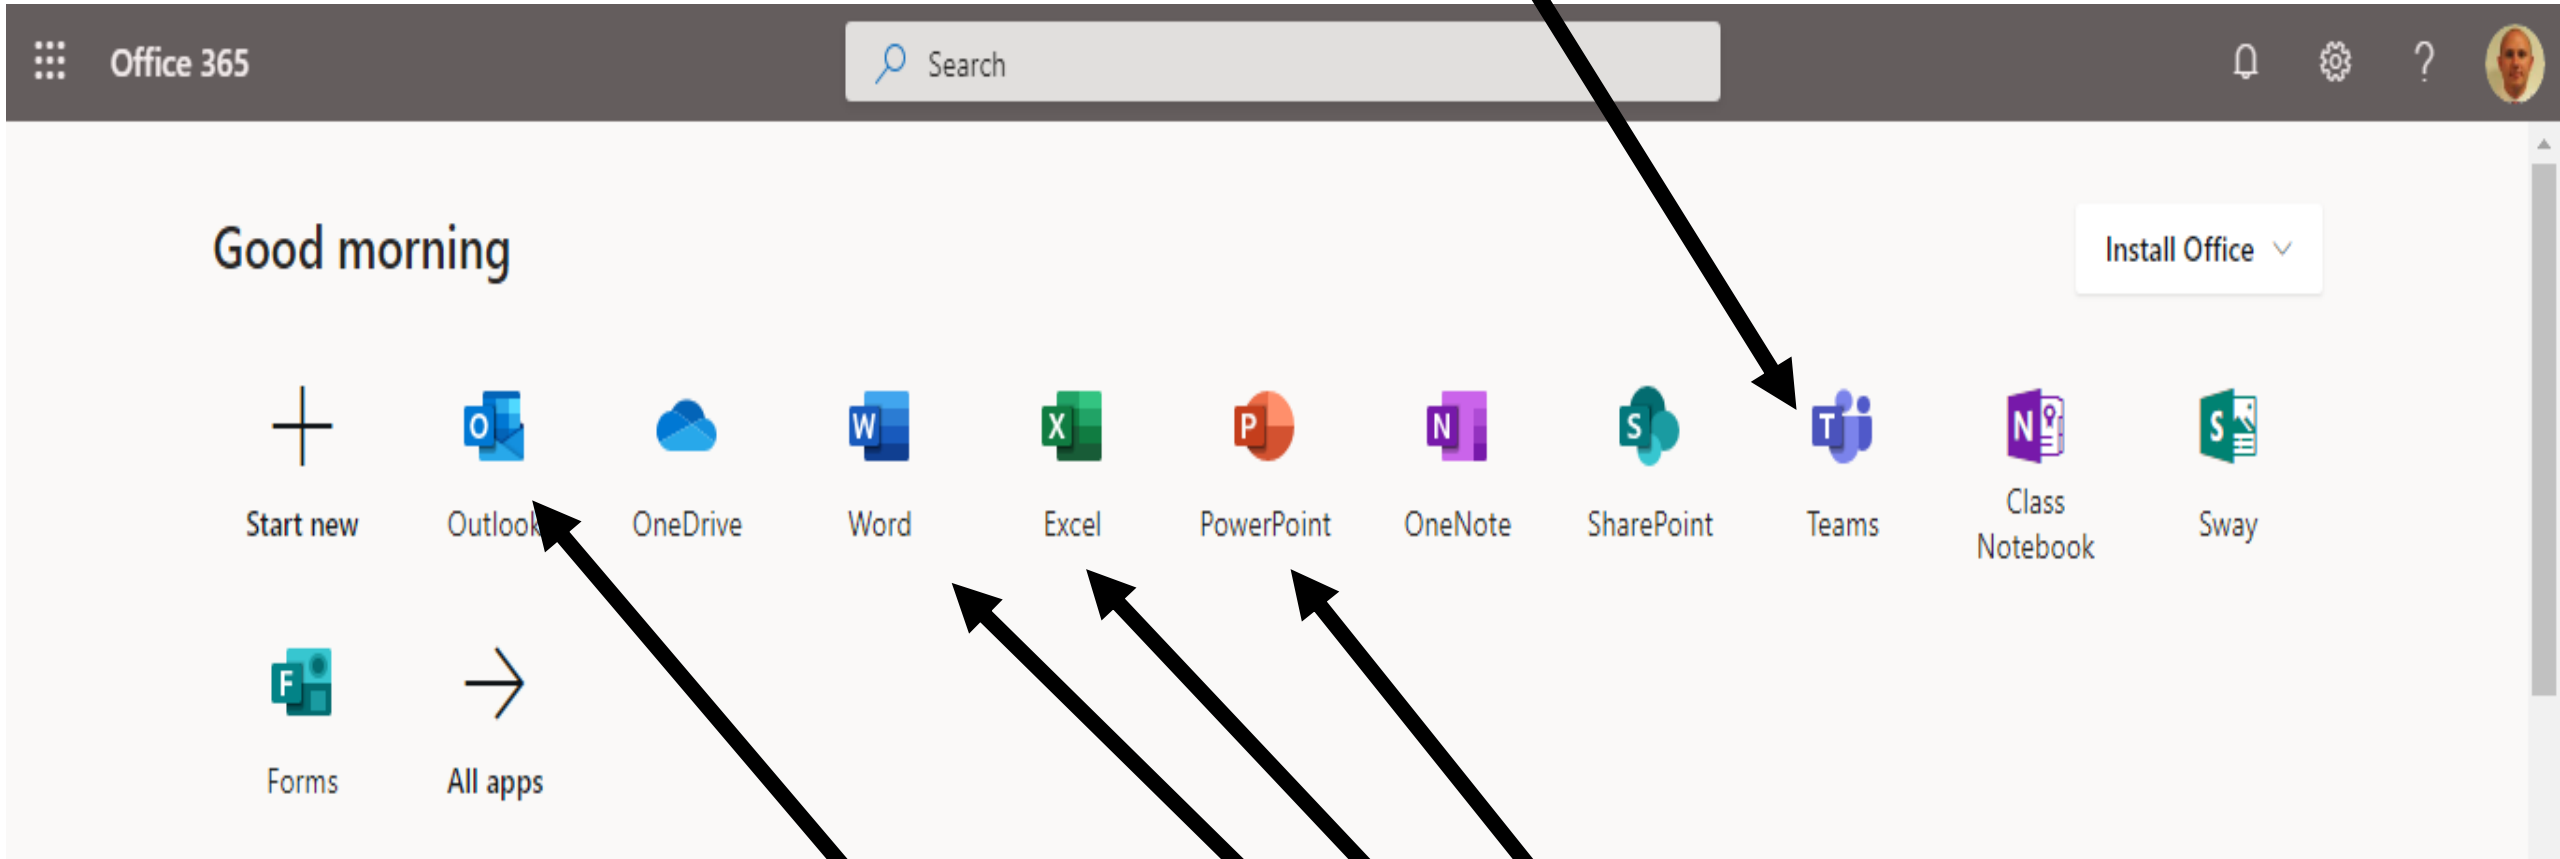 Office 365
Search
Good morning
Install Office
O
W
X
P
N
S
T
N
S
Start new
Outlook
OneDrive
Word
Excel
PowerPoint
OneNote
SharePoint
Teams
Class
Notebook
Sway
F
Forms
All apps